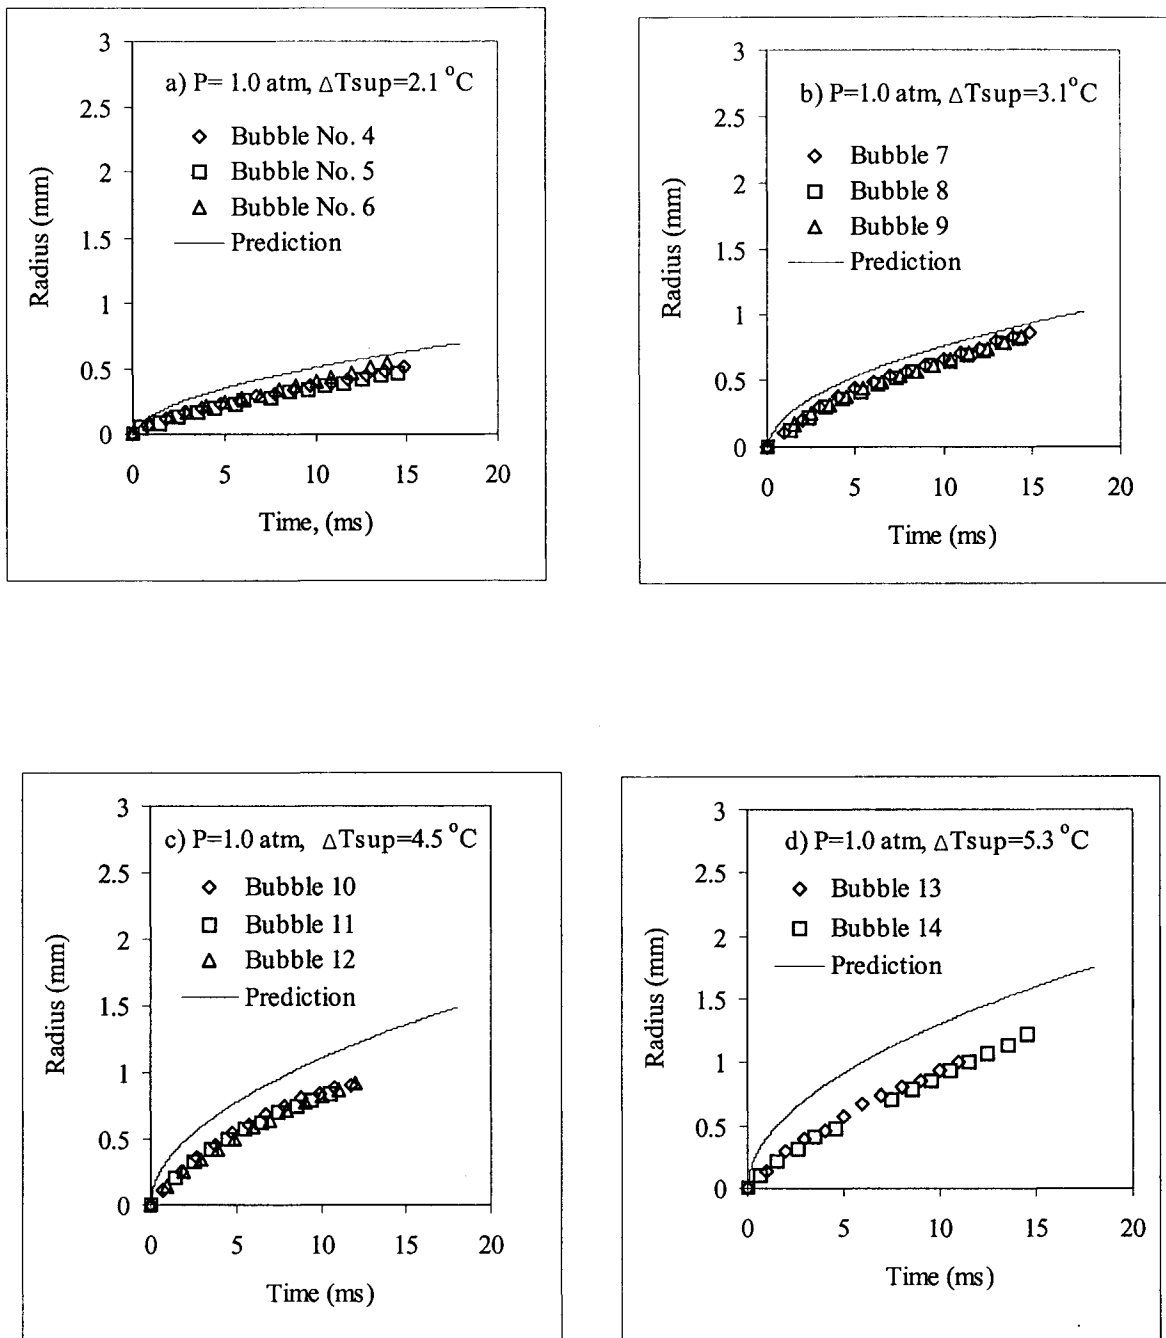 a) P= 1.0 atm, △Tsup=2.1 °C
Bubble No. 4
Bubble No. 5
Bubble No. 6
Prediction
3
2.5
2
1.5
1
0.5
0
Radius (mm)
0 5 10 15 20
Time, (ms)
b) P=1.0 atm, △Tsup=3.1°C
Bubble 7
Bubble 8
Bubble 9
Prediction
3
2.5
2
1.5
1
0.5
0
Radius (mm)
0 5 10 15 20
Time (ms)
c) P=1.0 atm, △Tsup=4.5 °C
Bubble 10
Bubble 11
Bubble 12
Prediction
3
2.5
2
1.5
1
0.5
0
Radius (mm)
0 5 10 15 20
Time (ms)
d) P=1.0 atm, △Tsup=5.3 °C
Bubble 13
Bubble 14
Prediction
3
2.5
2
1.5
1
0.5
0
Radius (mm)
0 5 10 15 20
Time (ms)